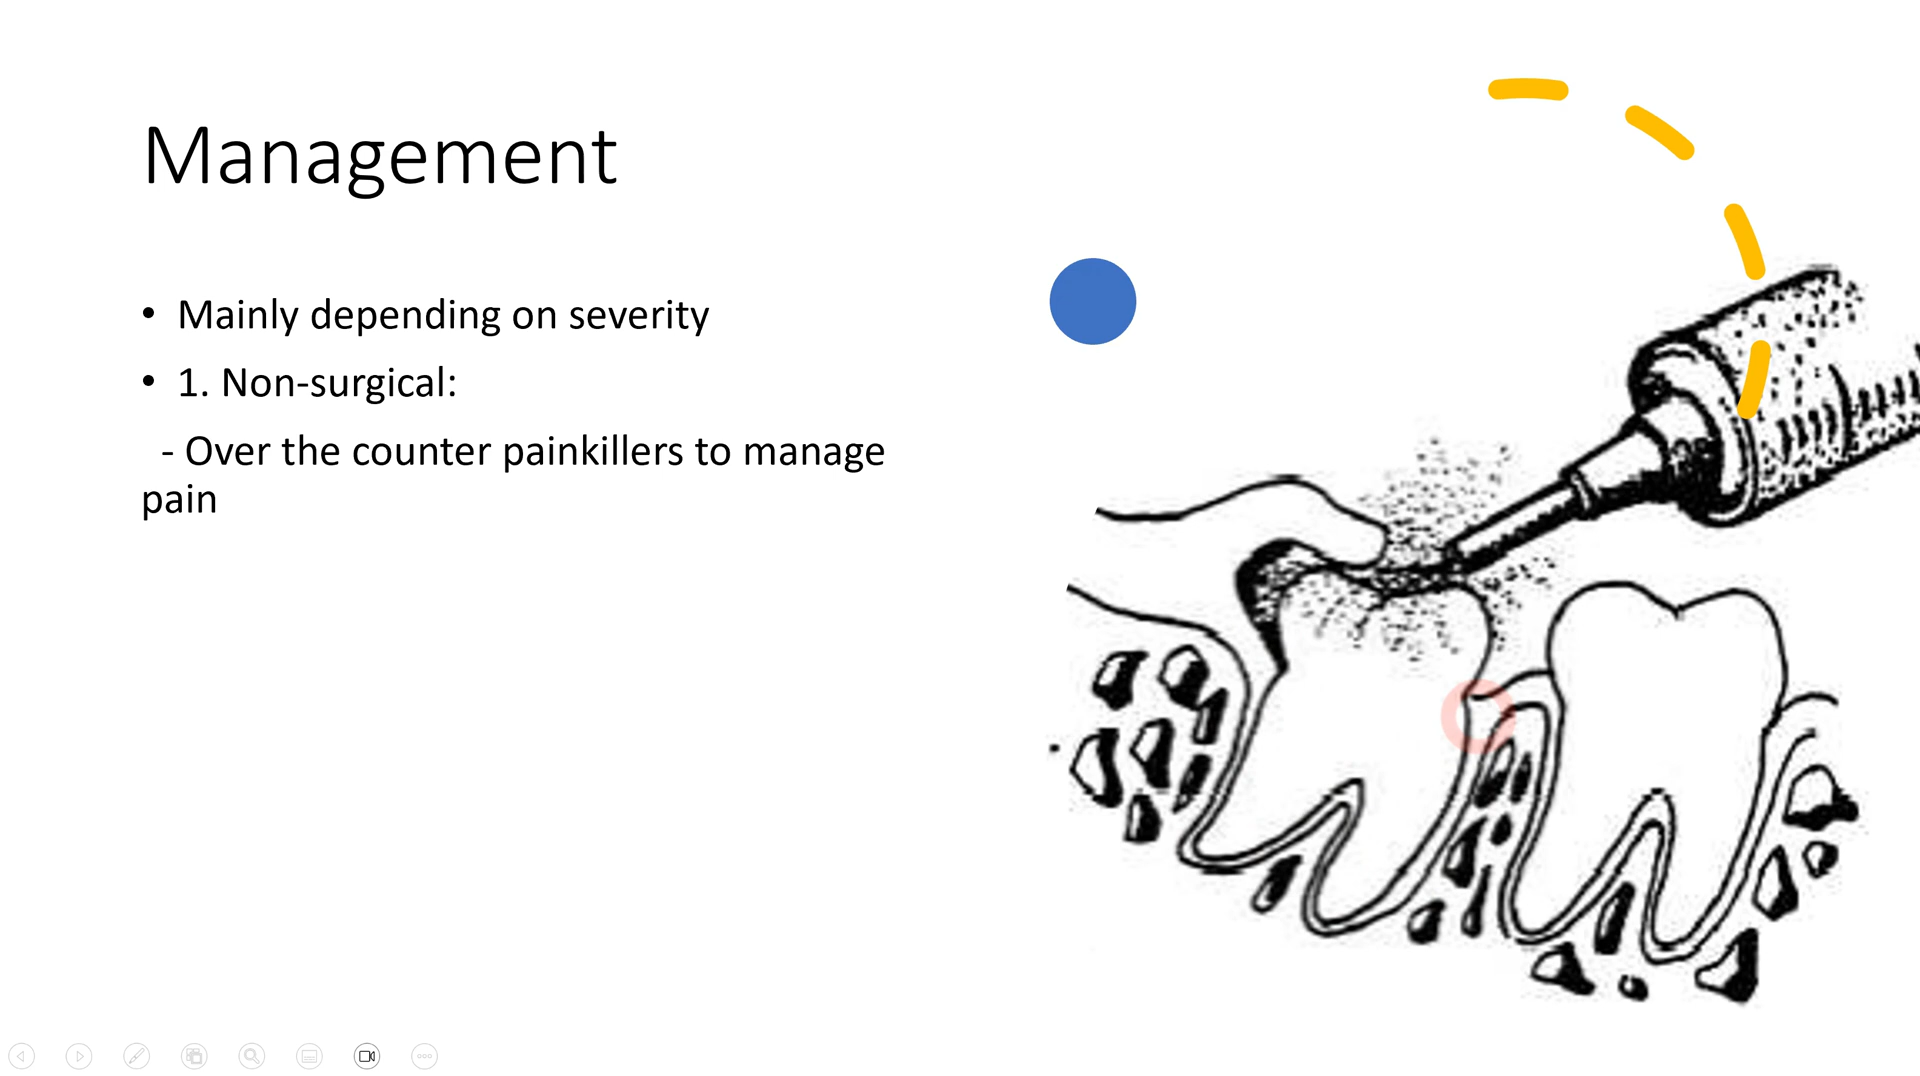 Management
• Mainly depending on severity
• 1. Non-surgical:
- Over the counter painkillers to manage
pain